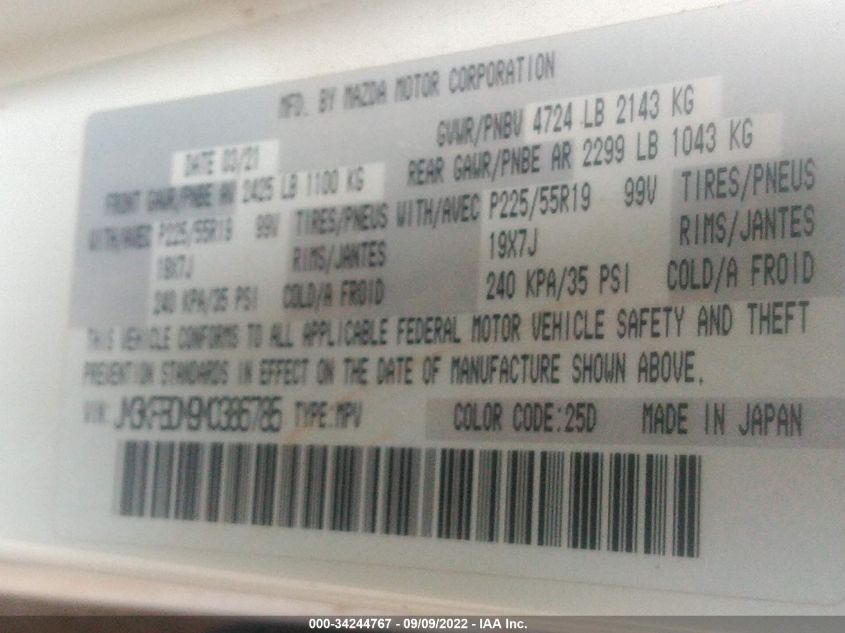 MFD. BY MAZDA MOTOR CORPORATION
DATE 03/21 GVWR/PNBV 4724 LB 2143 KG
FRONT GAWR/PNBE AV 2425 LB 1100 KG REAR GAWR/PNBE AR 2299 LB 1043 KG
WITH/AVEC P225/55R19 99V TIRES/PNEUS WITH/AVEC P225/55R19 99V TIRES/PNEUS
19X7J RIMS/JANTES 19X7J RIMS/JANTES
240 KPA/35 PSI COLD/A FROID 240 KPA/35 PSI COLD/A FROID
THIS VEHICLE CONFORMS TO ALL APPLICABLE FEDERAL MOTOR VEHICLE SAFETY AND THEFT
PREVENTION STANDARDS IN EFFECT ON THE DATE OF MANUFACTURE SHOWN ABOVE.
VIN: TYPE:MPV COLOR CODE:25D MADE IN JAPAN
000-34244767 - 09/09/2022 - IAA Inc.